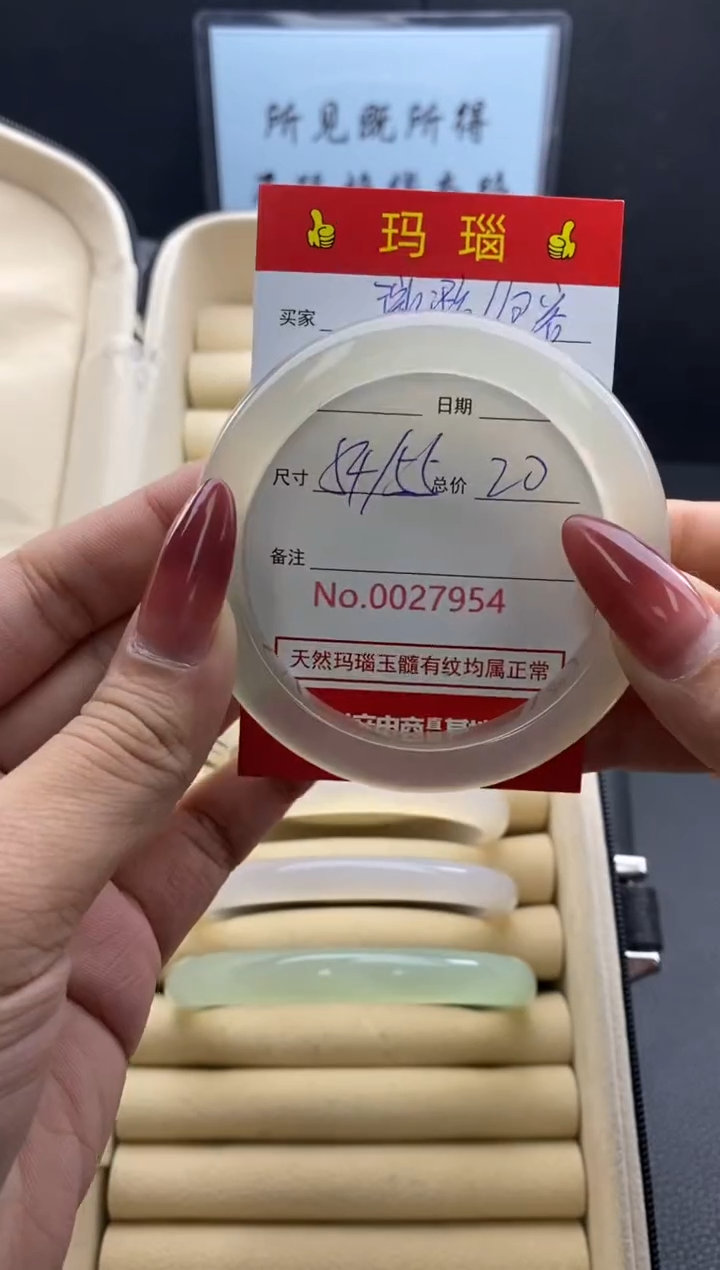 所见既所得
玛 瑙
买家
日期
尺寸 54/55 总价 20
备注
No.0027954
天然玛瑙玉髓有纹均属正常